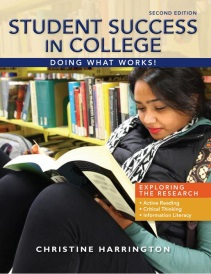 SECOND EDITION
STUDENT SUCCESS
IN COLLEGE
DOING WHAT WORKS!
EXPLORING
THE RESEARCH
• Active Reading
• Critical Thinking
• Information Literacy
CHRISTINE HARRINGTON